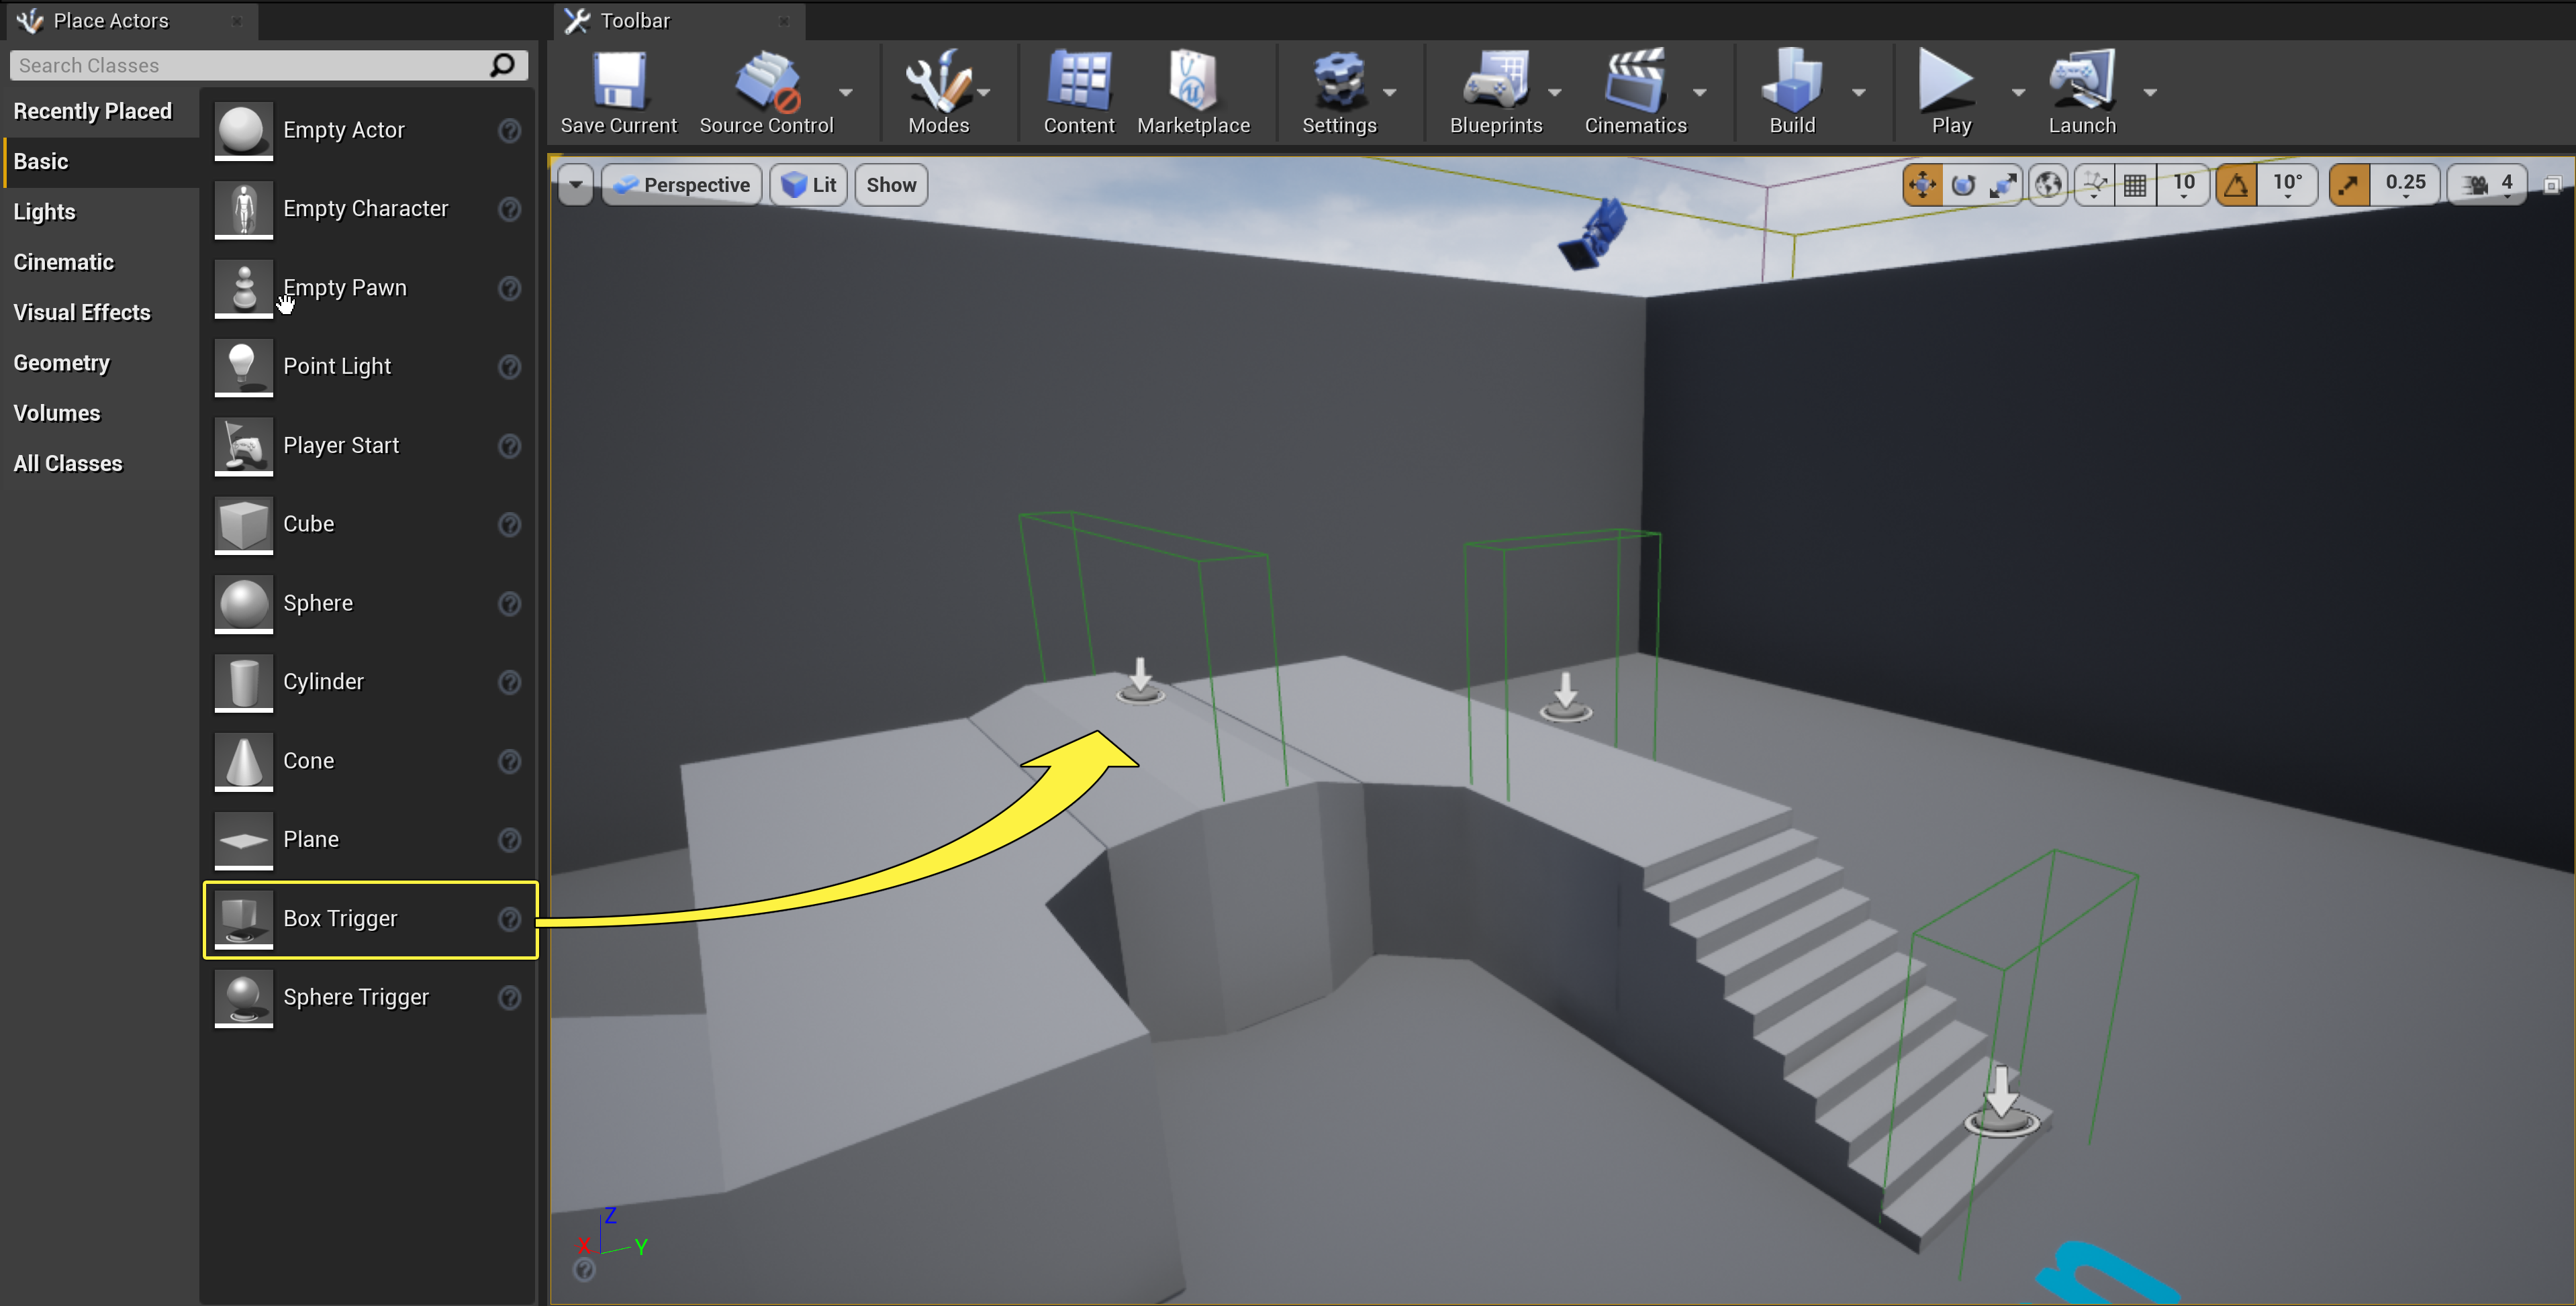 Place Actors
Toolbar
Search Classes
Recently Placed
Basic
Lights
Cinematic
Visual Effects
Geometry
Volumes
All Classes
Empty Actor
Empty Character
Empty Pawn
Point Light
Player Start
Cube
Sphere
Cylinder
Cone
Plane
Box Trigger
Sphere Trigger
Save Current
Source Control
Modes
Content
Marketplace
Settings
Blueprints
Cinematics
Build
Play
Launch
Perspective
Lit
Show
10
10°
0.25
4
Z
X
Y